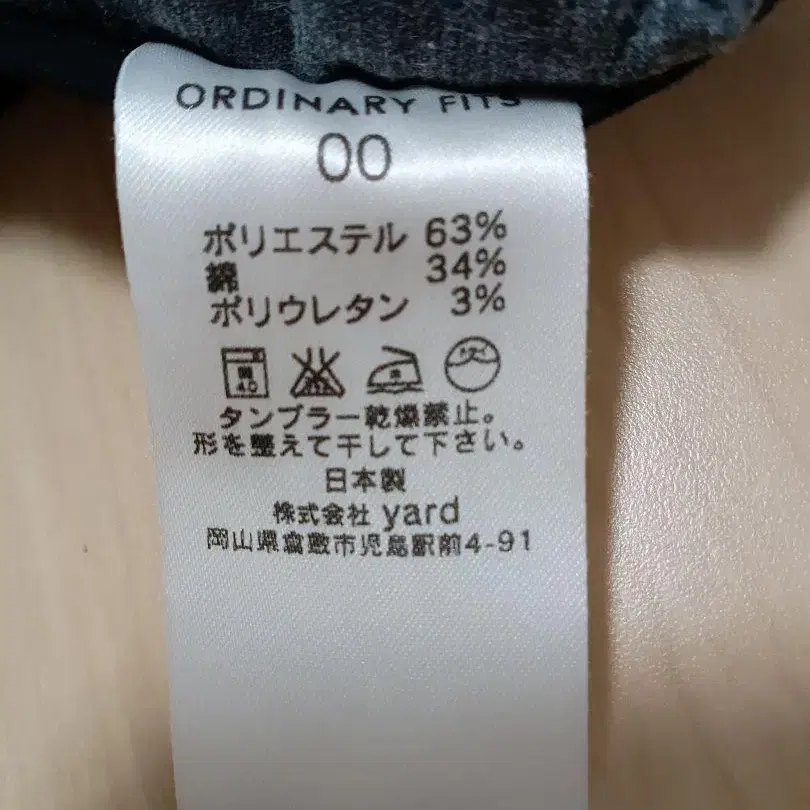 ORDINARY FITS
00
ポリエステル 63%
綿 34%
ポリウレタン 3%
40
タンブラー乾燥禁止。
形を整えて干して下さい。
日本製
株式会社 yard
岡山県倉敷市児島駅前4-91